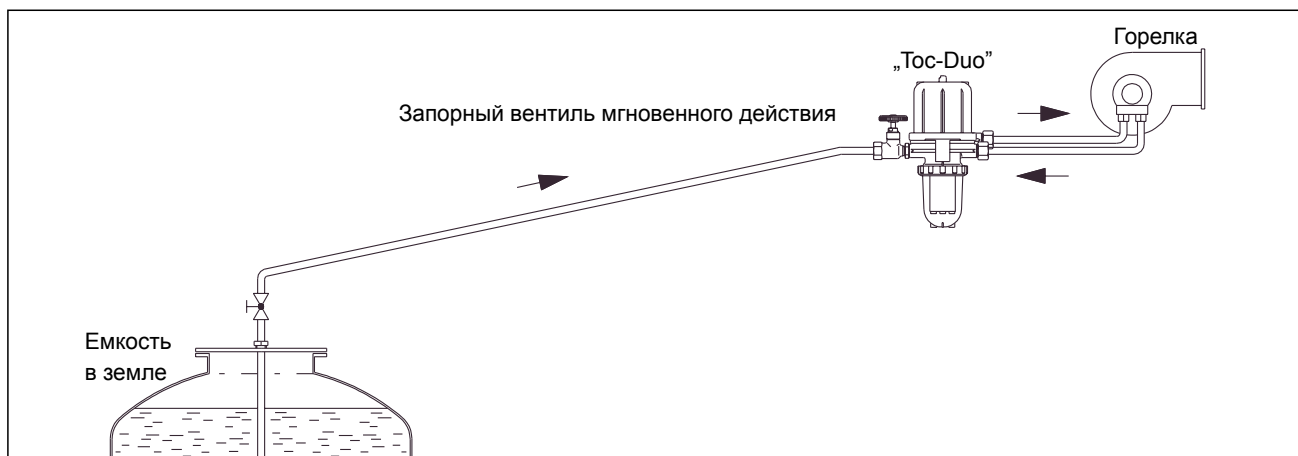 Горелка
„Toc-Duo”
Запорный вентиль мгновенного действия
Емкость
в земле